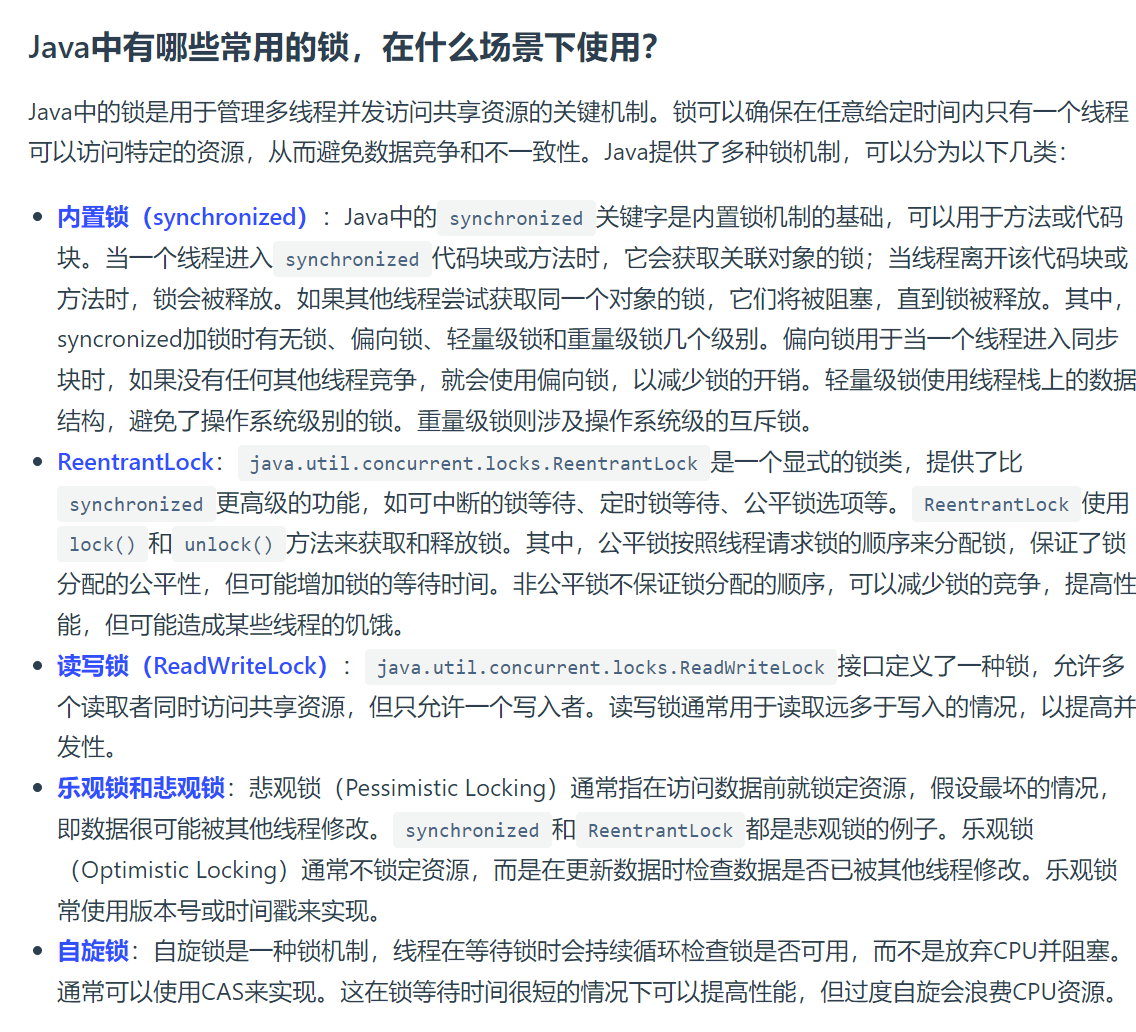 Java中有哪些常用的锁，在什么场景下使用？
Java中的锁是用于管理多线程并发访问共享资源的关键机制。锁可以确保在任意给定时间内只有一个线程
可以访问特定的资源，从而避免数据竞争和不一致性。Java提供了多种锁机制，可以分为以下几类：
• 内置锁（synchronized）：Java中的 synchronized 关键字是内置锁机制的基础，可以用于方法或代码
块。当一个线程进入 synchronized 代码块或方法时，它会获取关联对象的锁；当线程离开该代码块或
方法时，锁会被释放。如果其他线程尝试获取同一个对象的锁，它们将被阻塞，直到锁被释放。其中，
syncronized加锁时有无锁、偏向锁、轻量级锁和重量级锁几个级别。偏向锁用于当一个线程进入同步
块时，如果没有任何其他线程竞争，就会使用偏向锁，以减少锁的开销。轻量级锁使用线程栈上的数据
结构，避免了操作系统级别的锁。重量级锁则涉及操作系统级的互斥锁。
• ReentrantLock： java.util.concurrent.locks.ReentrantLock 是一个显式的锁类，提供了比
synchronized 更高级的功能，如可中断的锁等待、定时锁等待、公平锁选项等。 ReentrantLock 使用
lock() 和 unlock() 方法来获取和释放锁。其中，公平锁按照线程请求锁的顺序来分配锁，保证了锁
分配的公平性，但可能增加锁的等待时间。非公平锁不保证锁分配的顺序，可以减少锁的竞争，提高性
能，但可能造成某些线程的饥饿。
• 读写锁（ReadWriteLock）： java.util.concurrent.locks.ReadWriteLock 接口定义了一种锁，允许多
个读取者同时访问共享资源，但只允许一个写入者。读写锁通常用于读取远多于写入的情况，以提高并
发性。
• 乐观锁和悲观锁：悲观锁（Pessimistic Locking）通常指在访问数据前就锁定资源，假设最坏的情况，
即数据很可能被其他线程修改。 synchronized 和 ReentrantLock 都是悲观锁的例子。乐观锁
（Optimistic Locking）通常不锁定资源，而是在更新数据时检查数据是否已被其他线程修改。乐观锁
常使用版本号或时间戳来实现。
• 自旋锁：自旋锁是一种锁机制，线程在等待锁时会持续循环检查锁是否可用，而不是放弃CPU并阻塞。
通常可以使用CAS来实现。这在锁等待时间很短的情况下可以提高性能，但过度自旋会浪费CPU资源。